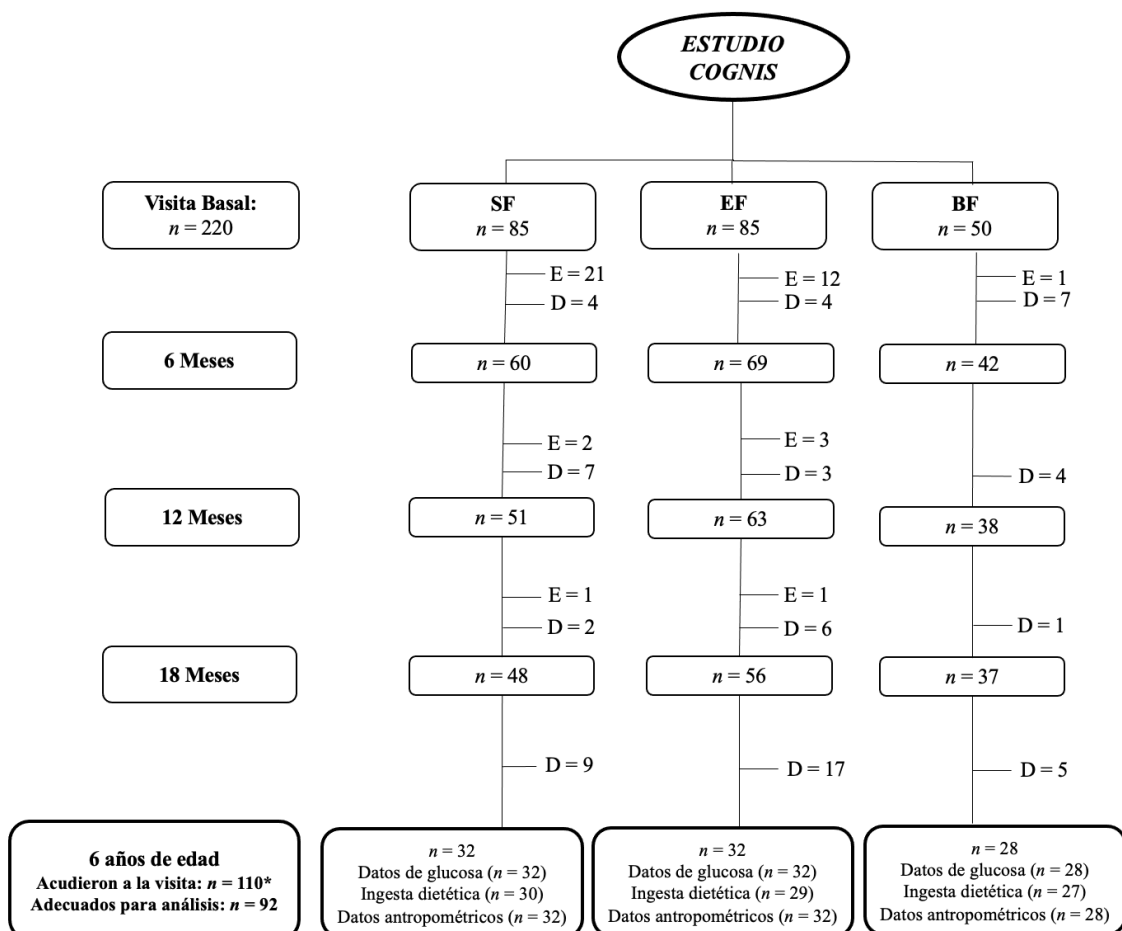 ESTUDIO
COGNIS
Visita Basal:
n = 220
SF
n = 85
EF
n = 85
BF
n = 50
E = 21
D = 4
E = 12
D = 4
E = 1
D = 7
6 Meses
n = 60
n = 69
n = 42
E = 2
D = 7
E = 3
D = 3
D = 4
12 Meses
n = 51
n = 63
n = 38
E = 1
D = 2
E = 1
D = 6
D = 1
18 Meses
n = 48
n = 56
n = 37
D = 9
D = 17
D = 5
6 años de edad
Acudieron a la visita: n = 110*
Adecuados para análisis: n = 92
n = 32
Datos de glucosa (n = 32)
Ingesta dietética (n = 30)
Datos antropométricos (n = 32)
n = 32
Datos de glucosa (n = 32)
Ingesta dietética (n = 29)
Datos antropométricos (n = 32)
n = 28
Datos de glucosa (n = 28)
Ingesta dietética (n = 27)
Datos antropométricos (n = 28)